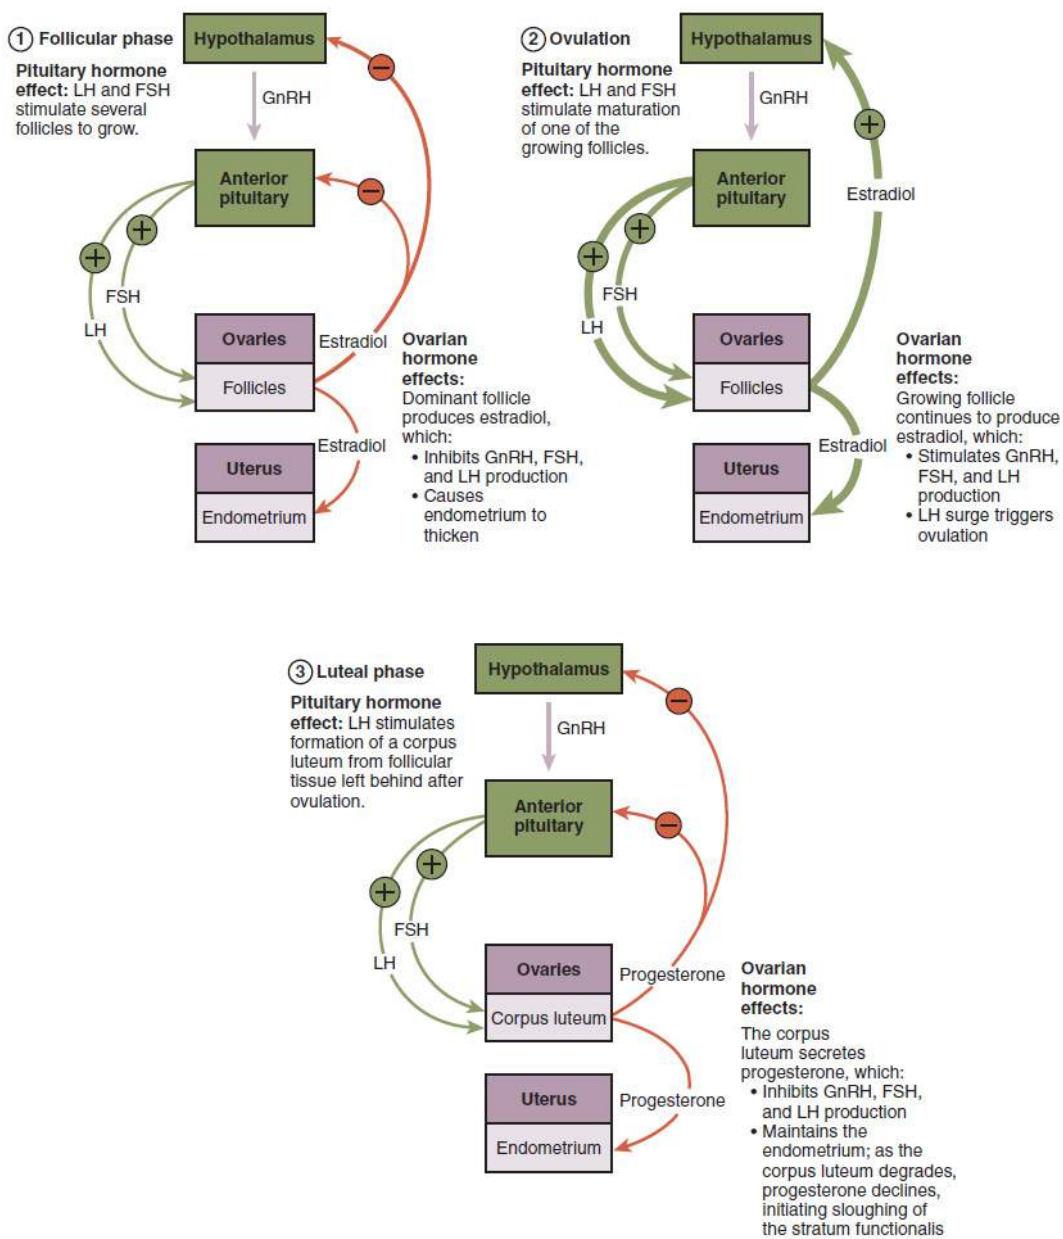 1 Follicular phase
Pituitary hormone
effect: LH and FSH
stimulate several
follicles to grow.
Hypothalamus
GnRH
Anterior
pituitary
FSH
LH
Ovaries
Follicles
Estradiol
Estradiol
Uterus
Endometrium
Ovarian
hormone
effects:
Dominant follicle
produces estradiol,
which:
• Inhibits GnRH, FSH,
and LH production
• Causes
endometrium to
thicken
2 Ovulation
Pituitary hormone
effect: LH and FSH
stimulate maturation
of one of the
growing follicles.
Hypothalamus
GnRH
Anterior
pituitary
Estradiol
FSH
LH
Ovaries
Follicles
Estradiol
Uterus
Endometrium
Ovarian
hormone
effects:
Growing follicle
continues to produce
estradiol, which:
• Stimulates GnRH,
FSH, and LH
production
• LH surge triggers
ovulation
3 Luteal phase
Pituitary hormone
effect: LH stimulates
formation of a corpus
luteum from follicular
tissue left behind after
ovulation.
Hypothalamus
GnRH
Anterior
pituitary
FSH
LH
Ovaries
Corpus luteum
Progesterone
Progesterone
Uterus
Endometrium
Ovarian
hormone
effects:
The corpus
luteum secretes
progesterone, which:
• Inhibits GnRH, FSH,
and LH production
• Maintains the
endometrium; as the
corpus luteum degrades,
progesterone declines,
initiating sloughing of
the stratum functionalis